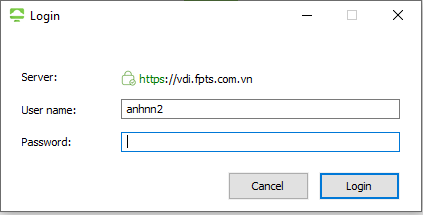 Login
Server: https://vdi.fpts.com.vn
User name: anhnn2
Password:
Cancel Login